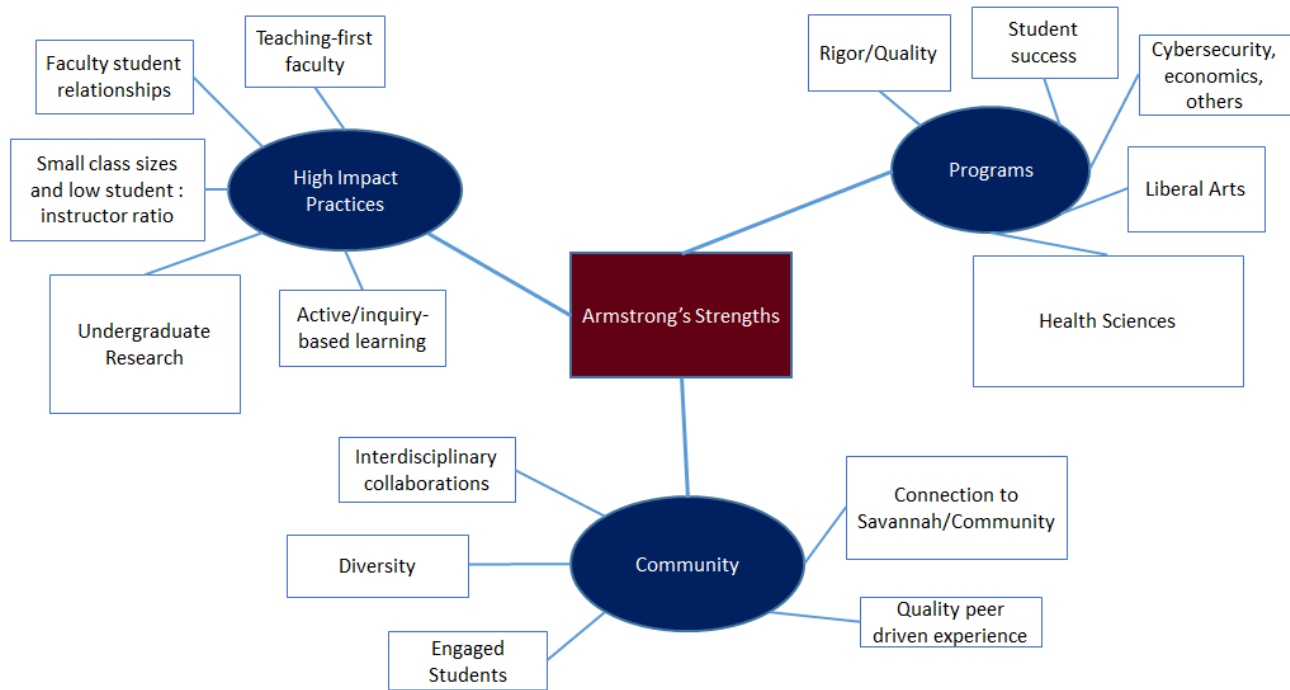 Teaching-first
faculty
Faculty student
relationships
Small class sizes
and low student :
instructor ratio
High Impact
Practices
Undergraduate
Research
Active/inquiry-
based learning
Armstrong’s Strengths
Rigor/Quality
Student
success
Cybersecurity,
economics,
others
Programs
Liberal Arts
Health Sciences
Interdisciplinary
collaborations
Connection to
Savannah/Community
Diversity
Community
Engaged
Students
Quality peer
driven experience